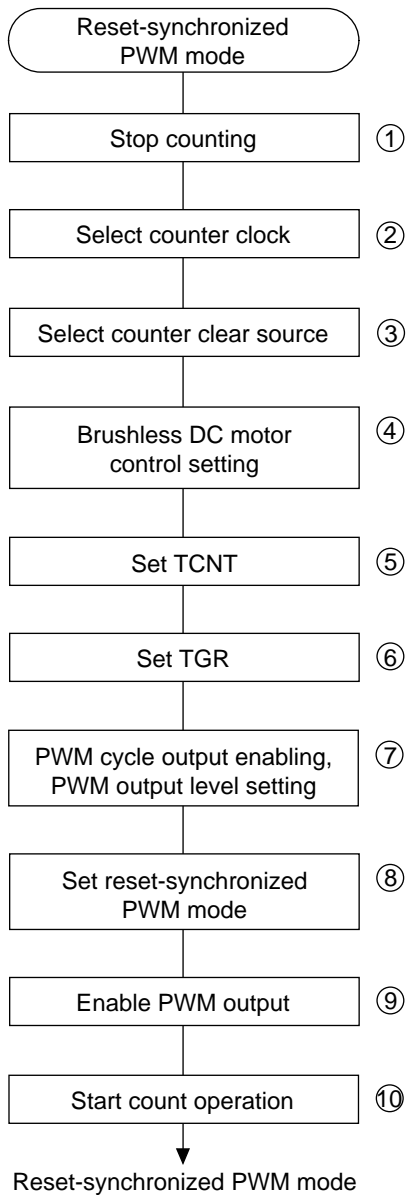 Reset-synchronized
PWM mode
Stop counting ①
Select counter clock ②
Select counter clear source ③
Brushless DC motor ④
control setting
Set TCNT ⑤
Set TGR ⑥
PWM cycle output enabling, ⑦
PWM output level setting
Set reset-synchronized ⑧
PWM mode
Enable PWM output ⑨
Start count operation ⑩
Reset-synchronized PWM mode